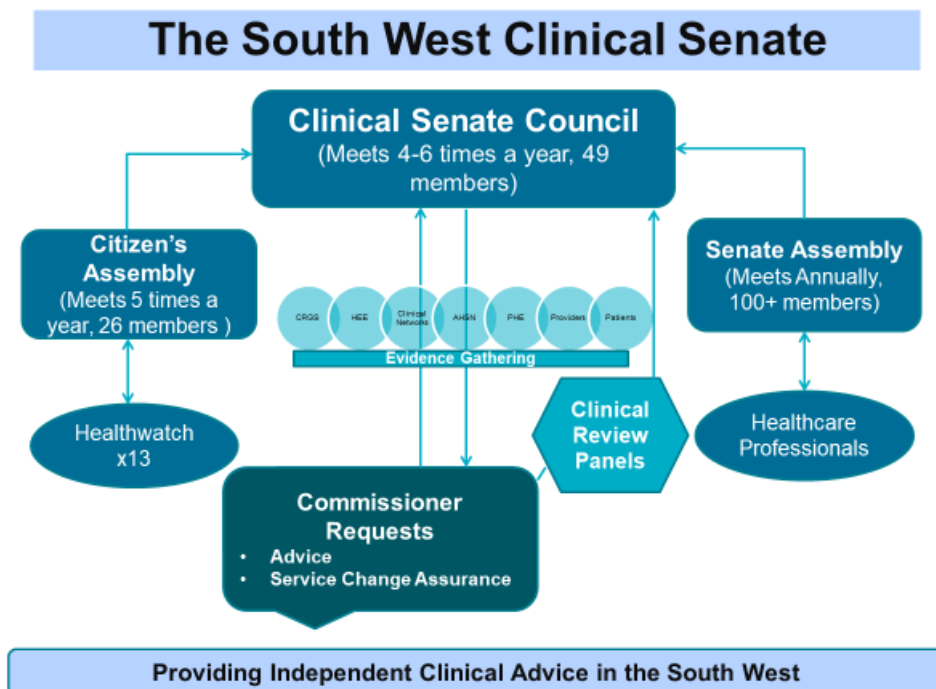 The South West Clinical Senate
Clinical Senate Council
(Meets 4-6 times a year, 49
members)
Citizen's
Assembly
(Meets 5 times a
year, 26 members )
Senate Assembly
(Meets Annually,
100+ members)
CRGS
HEE
Clinical
Networks
AHSN
PHE
Providers
Patients
Evidence Gathering
Healthwatch
x13
Clinical
Review
Panels
Healthcare
Professionals
Commissioner
Requests
• Advice
• Service Change Assurance
Providing Independent Clinical Advice in the South West